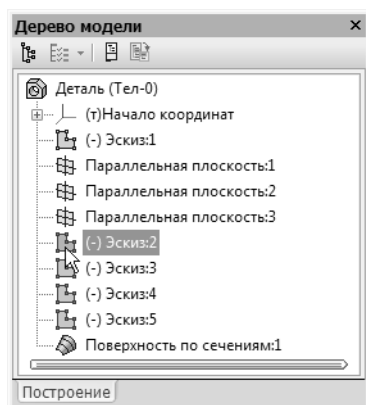 Дерево модели
Деталь (Тел-0)
(т)Начало координат
(-) Эскиз:1
Параллельная плоскость:1
Параллельная плоскость:2
Параллельная плоскость:3
(-) Эскиз:2
(-) Эскиз:3
(-) Эскиз:4
(-) Эскиз:5
Поверхность по сечениям:1
Построение